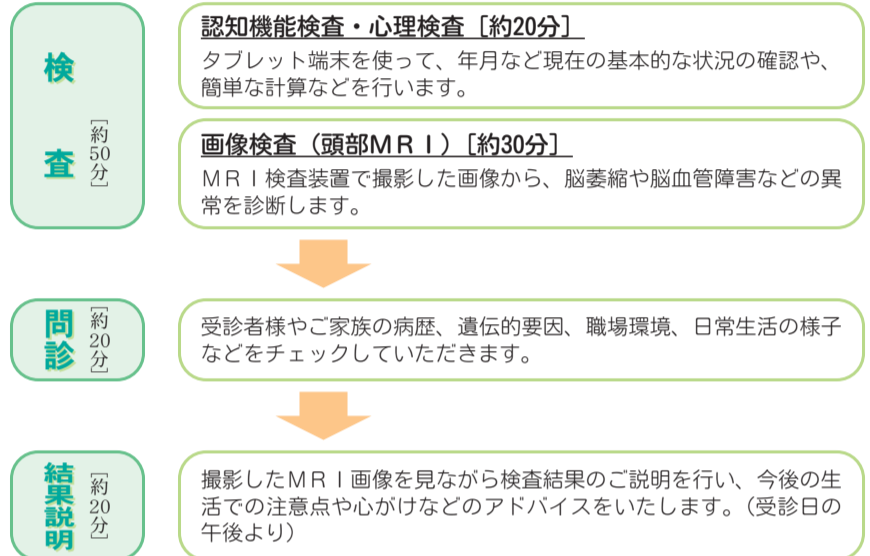 検査
［約50分］
認知機能検査・心理検査［約20分］
タブレット端末を使って、年月など現在の基本的な状況の確認や、
簡単な計算などを行います。
画像検査（頭部ＭＲＩ）［約30分］
ＭＲＩ検査装置で撮影した画像から、脳萎縮や脳血管障害などの異
常を診断します。
問診
［約20分］
受診者様やご家族の病歴、遺伝的要因、職場環境、日常生活の様子
などをチェックしていただきます。
結果説明
［約20分］
撮影したＭＲＩ画像を見ながら検査結果のご説明を行い、今後の生
活での注意点や心がけなどのアドバイスをいたします。（受診日の
午後より）